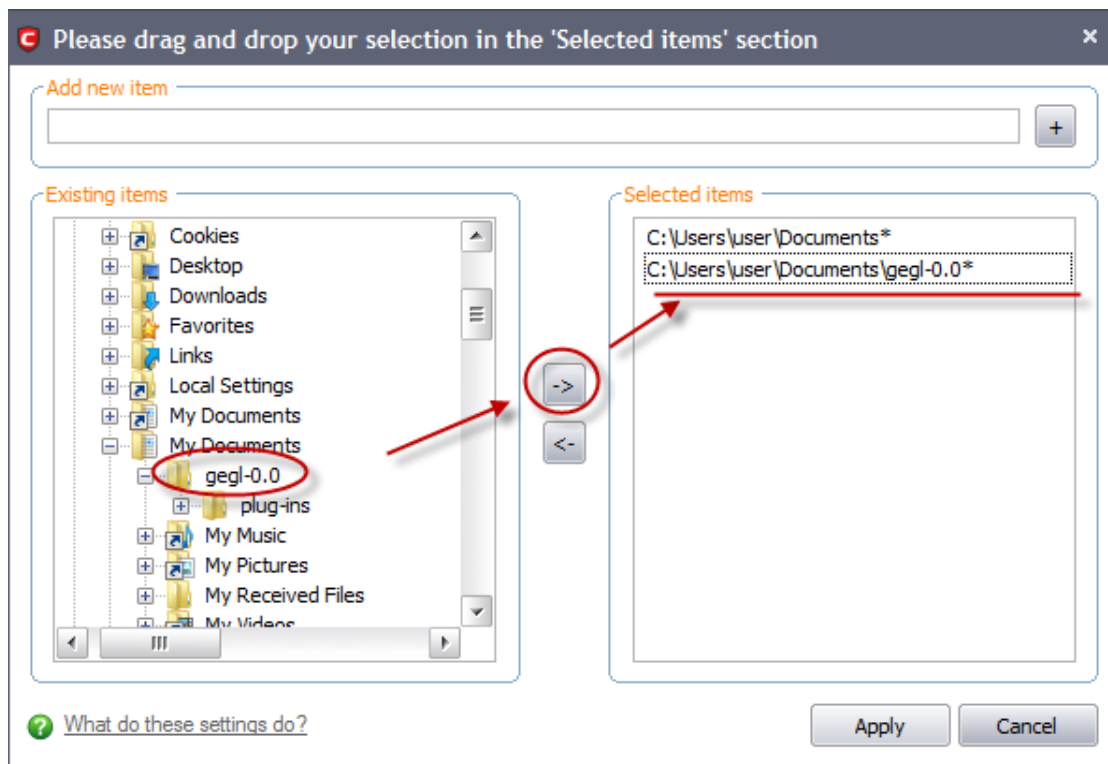 Please drag and drop your selection in the 'Selected items' section
Add new item
+
Existing items
Cookies
Desktop
Downloads
Favorites
Links
Local Settings
My Documents
My Documents
gegl-0.0
plug-ins
My Music
My Pictures
My Received Files
My Videos
->
<-
Selected items
C:\Users\user\Documents*
C:\Users\user\Documents\gegl-0.0*
What do these settings do?
Apply
Cancel